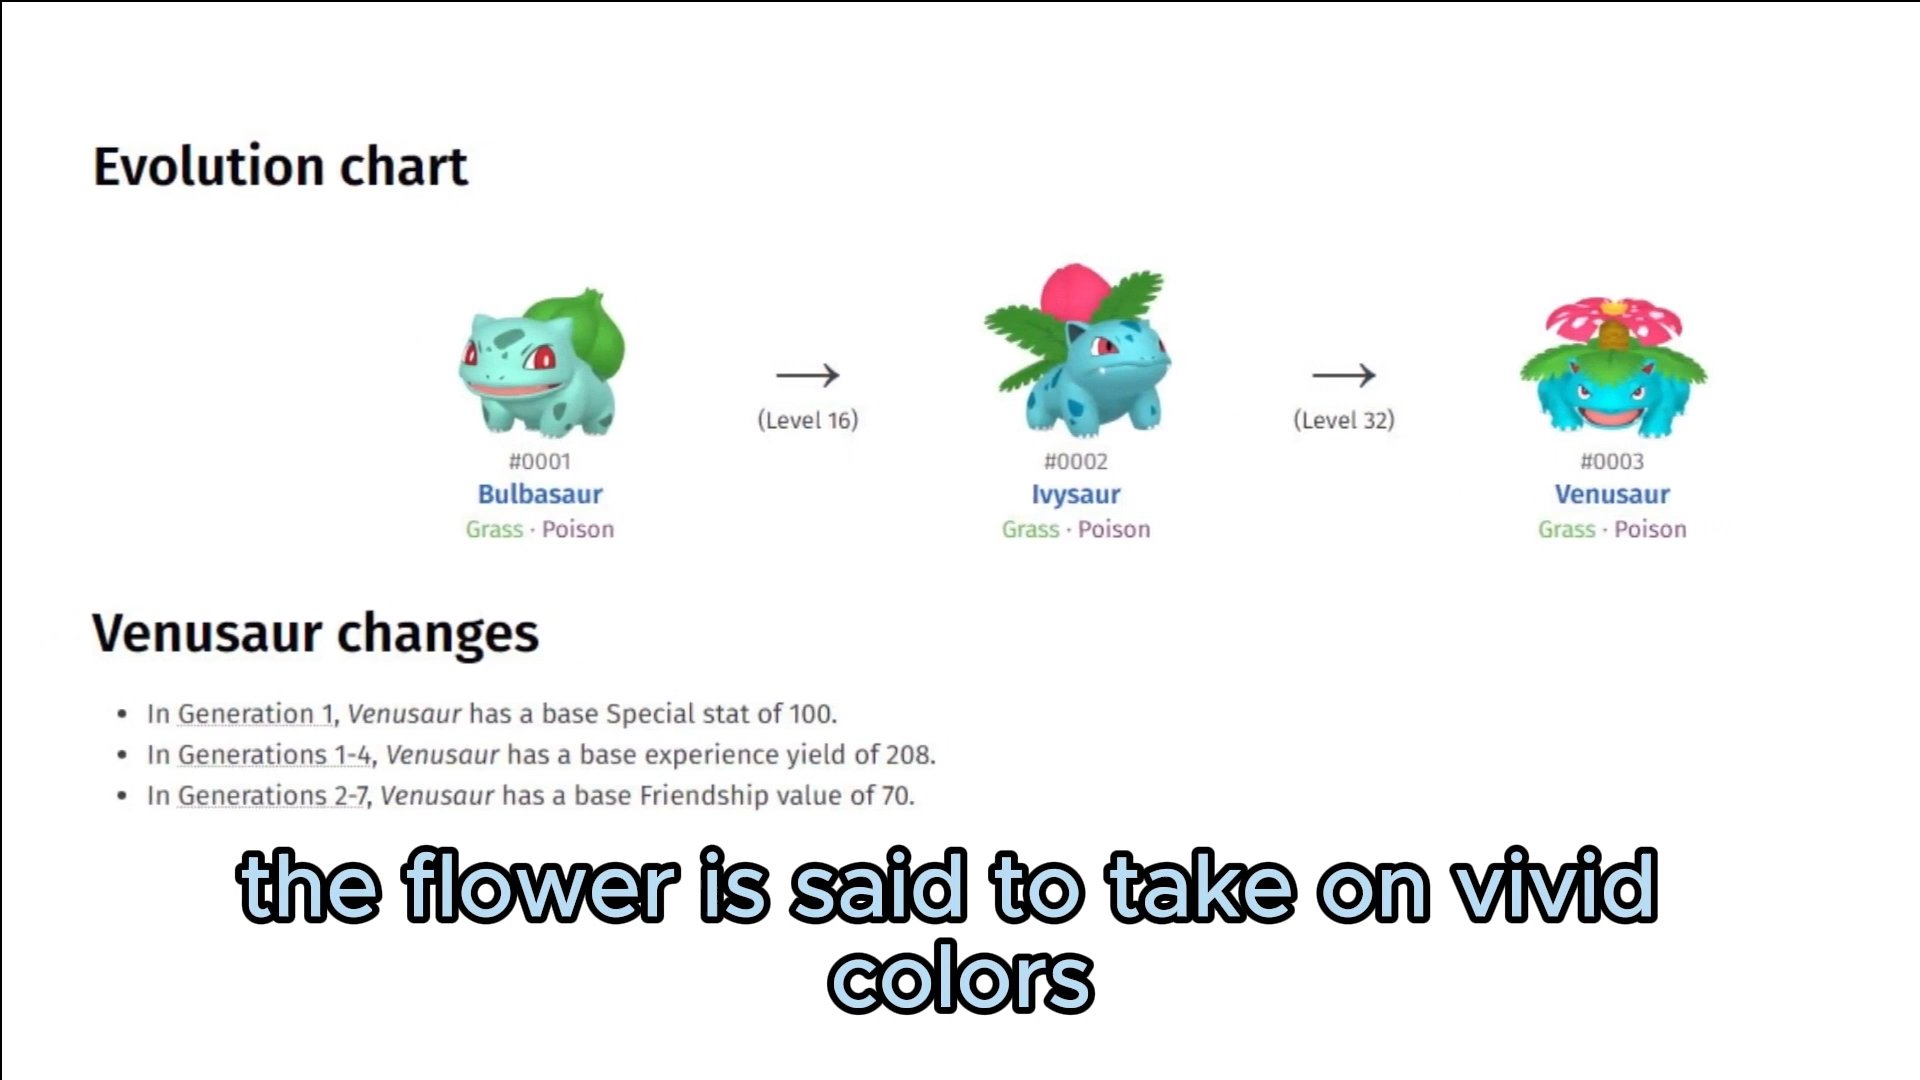 Evolution chart
(Level 16)
(Level 32)
#0001
#0002
#0003
Bulbasaur
Ivysaur
Venusaur
Grass · Poison
Grass · Poison
Grass · Poison
Venusaur changes
• In Generation 1, Venusaur has a base Special stat of 100.
• In Generations 1-4, Venusaur has a base experience yield of 208.
• In Generations 2-7, Venusaur has a base Friendship value of 70.
the flower is said to take on vivid
colors